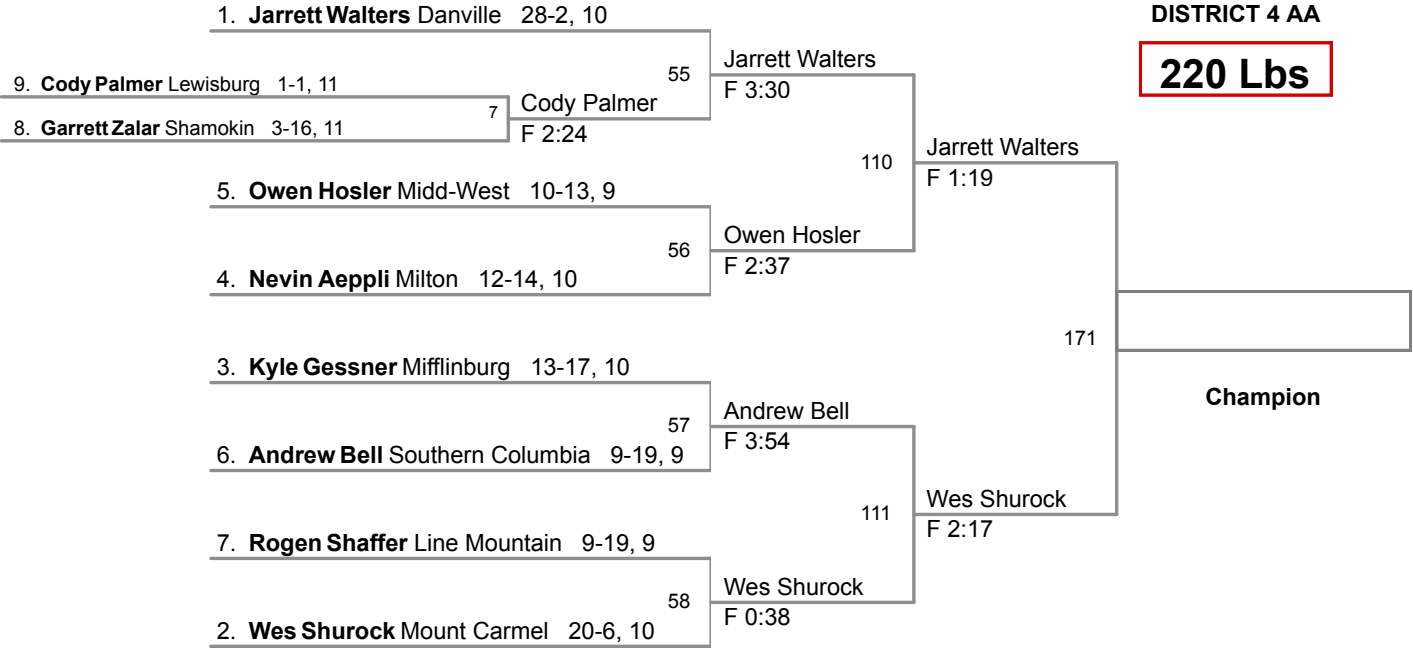 1. Jarrett Walters Danville 28-2, 10
DISTRICT 4 AA
220 Lbs
55
Jarrett Walters
F 3:30
9. Cody Palmer Lewisburg 1-1, 11
7
Cody Palmer
F 2:24
8. Garrett Zalar Shamokin 3-16, 11
110
Jarrett Walters
F 1:19
5. Owen Hosler Midd-West 10-13, 9
56
Owen Hosler
F 2:37
4. Nevin Aeppli Milton 12-14, 10
171
Champion
3. Kyle Gessner Mifflinburg 13-17, 10
57
Andrew Bell
F 3:54
6. Andrew Bell Southern Columbia 9-19, 9
111
Wes Shurock
F 2:17
7. Rogen Shaffer Line Mountain 9-19, 9
58
Wes Shurock
F 0:38
2. Wes Shurock Mount Carmel 20-6, 10